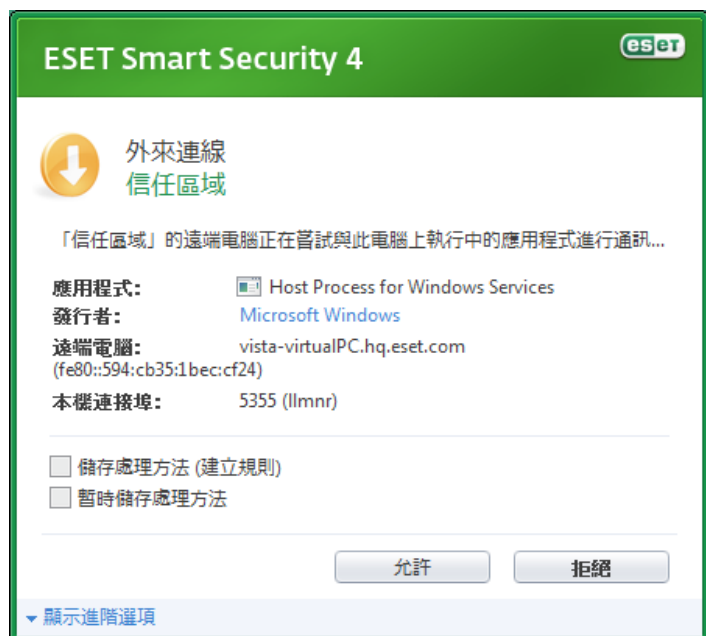 ESET Smart Security 4
eset
外來連線
信任區域
「信任區域」的遠端電腦正在嘗試與此電腦上執行中的應用程式進行通訊...
應用程式: Host Process for Windows Services
發行者: Microsoft Windows
遠端電腦: vista-virtualPC.hq.eset.com
(fe80::594:cb35:1bec:cf24)
本機連接埠: 5355 (llmnr)
儲存處理方法 (建立規則)
暫時儲存處理方法
允許 拒絕
顯示進階選項